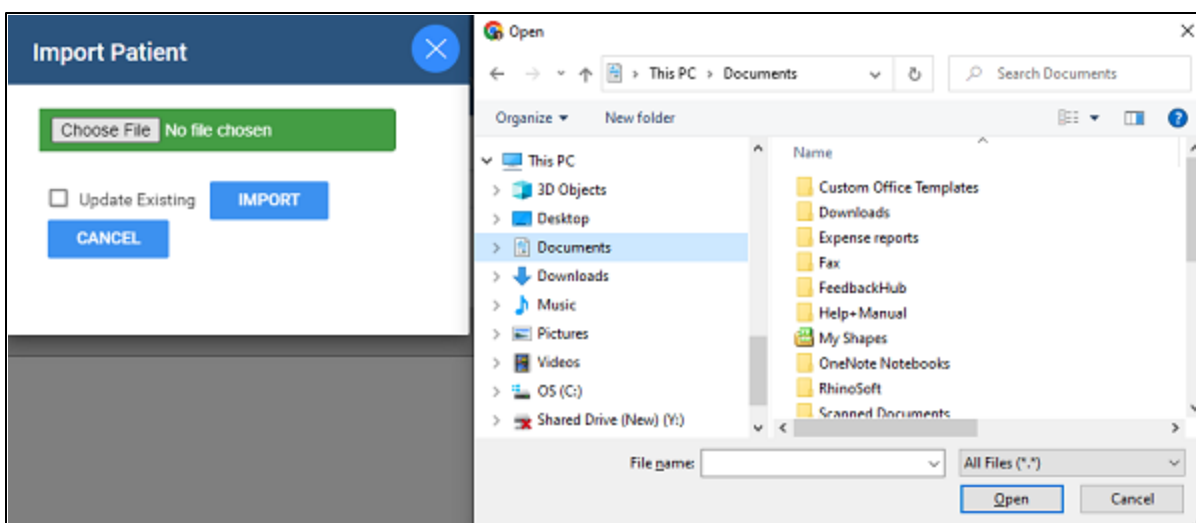 Import Patient
Choose File No file chosen
Update Existing IMPORT
CANCEL
Open
This PC > Documents
Search Documents
Organize New folder
This PC
3D Objects
Desktop
Documents
Downloads
Music
Pictures
Videos
OS (C:)
Shared Drive (New) (Y:)
Name
Custom Office Templates
Downloads
Expense reports
Fax
FeedbackHub
Help+Manual
My Shapes
OneNote Notebooks
RhinoSoft
Scanned Documents
File name: All Files (*.*)
Open Cancel